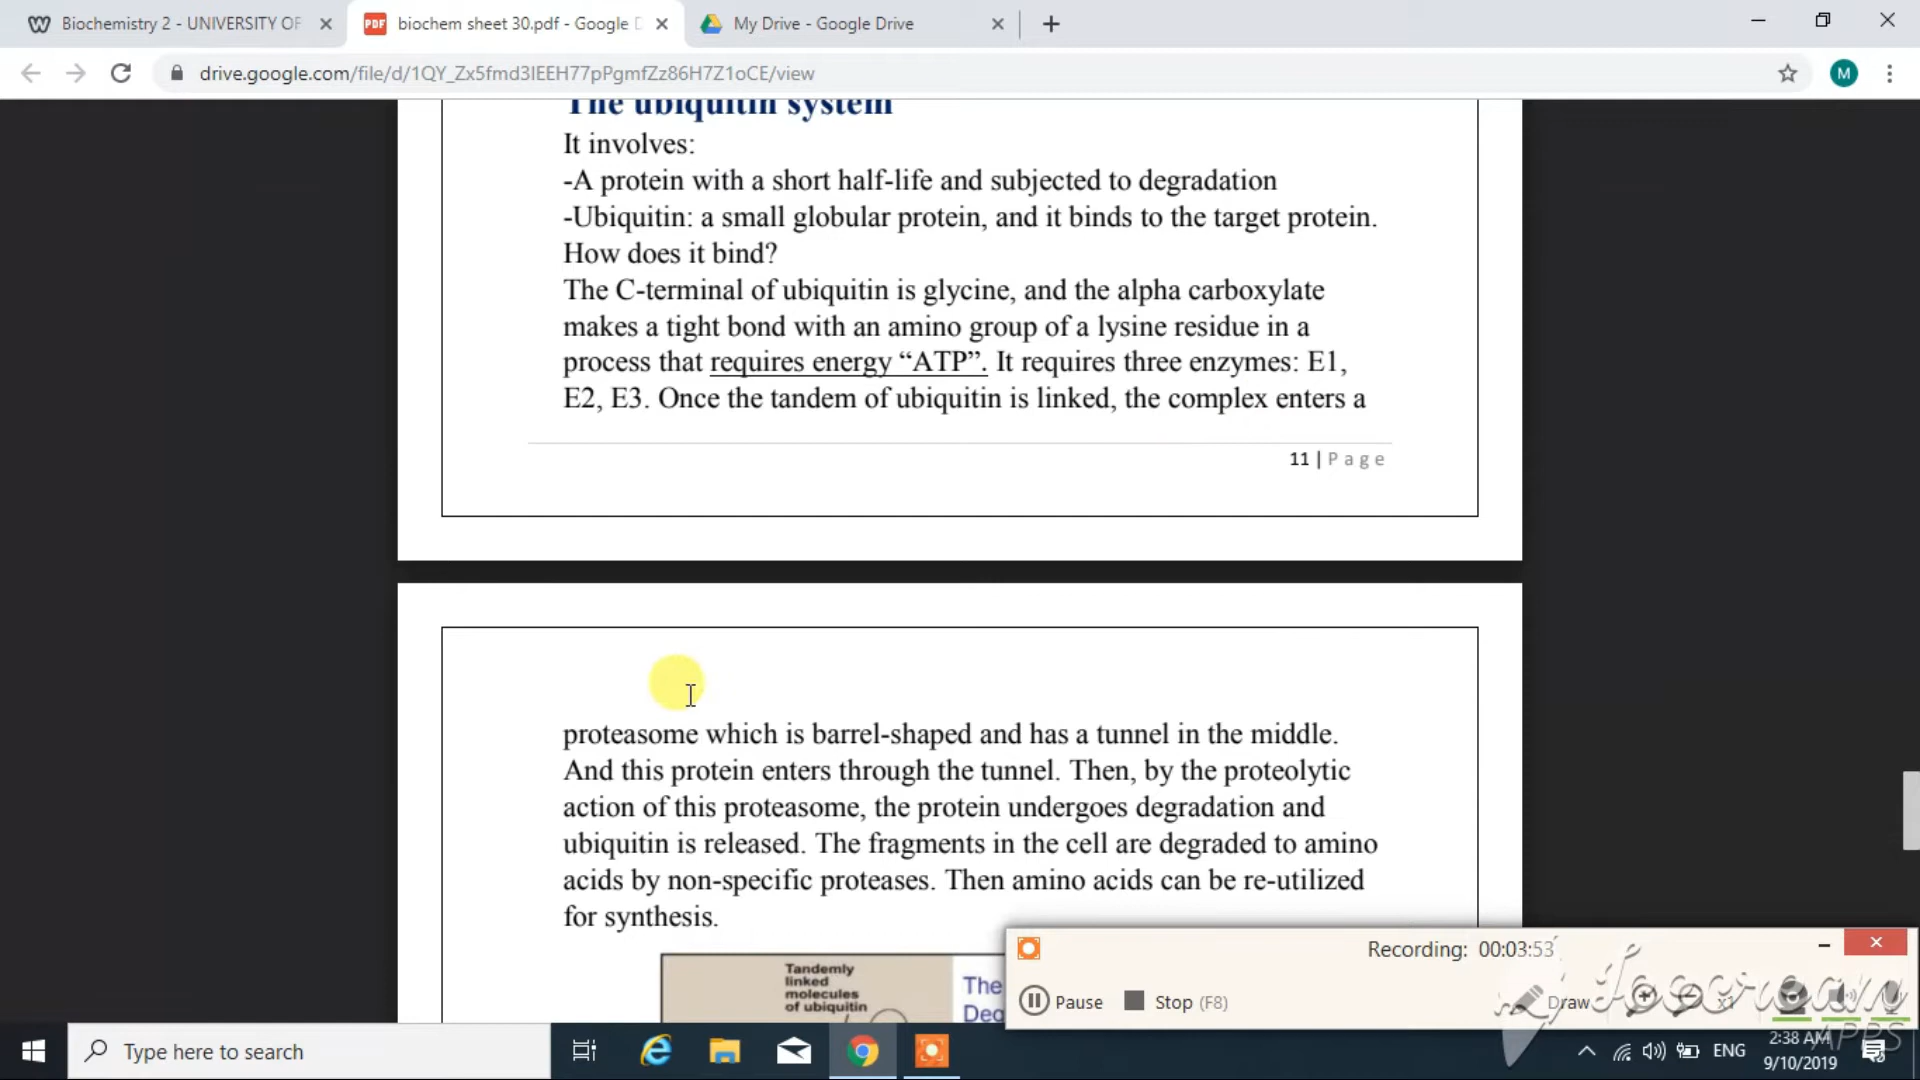 Biochemistry 2 - UNIVERSITY OF
biochem sheet 30.pdf - Google D
My Drive - Google Drive
drive.google.com/file/d/1QY_Zx5fmd3IEEH77pPgmfZz86H7Z1oCE/view
M
The ubiquitin system
It involves:
-A protein with a short half-life and subjected to degradation
-Ubiquitin: a small globular protein, and it binds to the target protein.
How does it bind?
The C-terminal of ubiquitin is glycine, and the alpha carboxylate
makes a tight bond with an amino group of a lysine residue in a
process that requires energy “ATP”. It requires three enzymes: E1,
E2, E3. Once the tandem of ubiquitin is linked, the complex enters a
11 | Page
proteasome which is barrel-shaped and has a tunnel in the middle.
And this protein enters through the tunnel. Then, by the proteolytic
action of this proteasome, the protein undergoes degradation and
ubiquitin is released. The fragments in the cell are degraded to amino
acids by non-specific proteases. Then amino acids can be re-utilized
for synthesis.
Tandemly
linked
molecules
of ubiquitin
The
Deg
Recording: 00:03:53
Pause
Stop (F8)
Draw
x1
Icecream
APPS
Type here to search
ENG
2:38 AM
9/10/2019